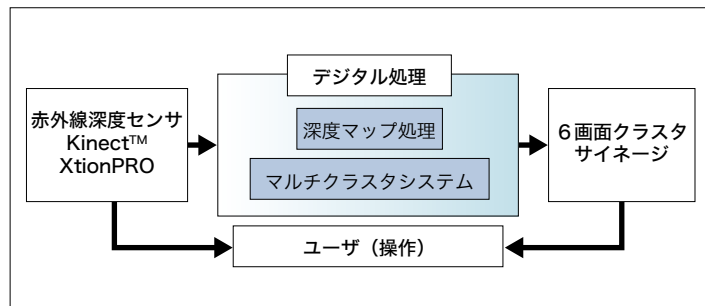 デジタル処理
赤外線深度センサ
Kinect™
XtionPRO
深度マップ処理
マルチクラスタシステム
６画面クラスタ
サイネージ
ユーザ（操作）